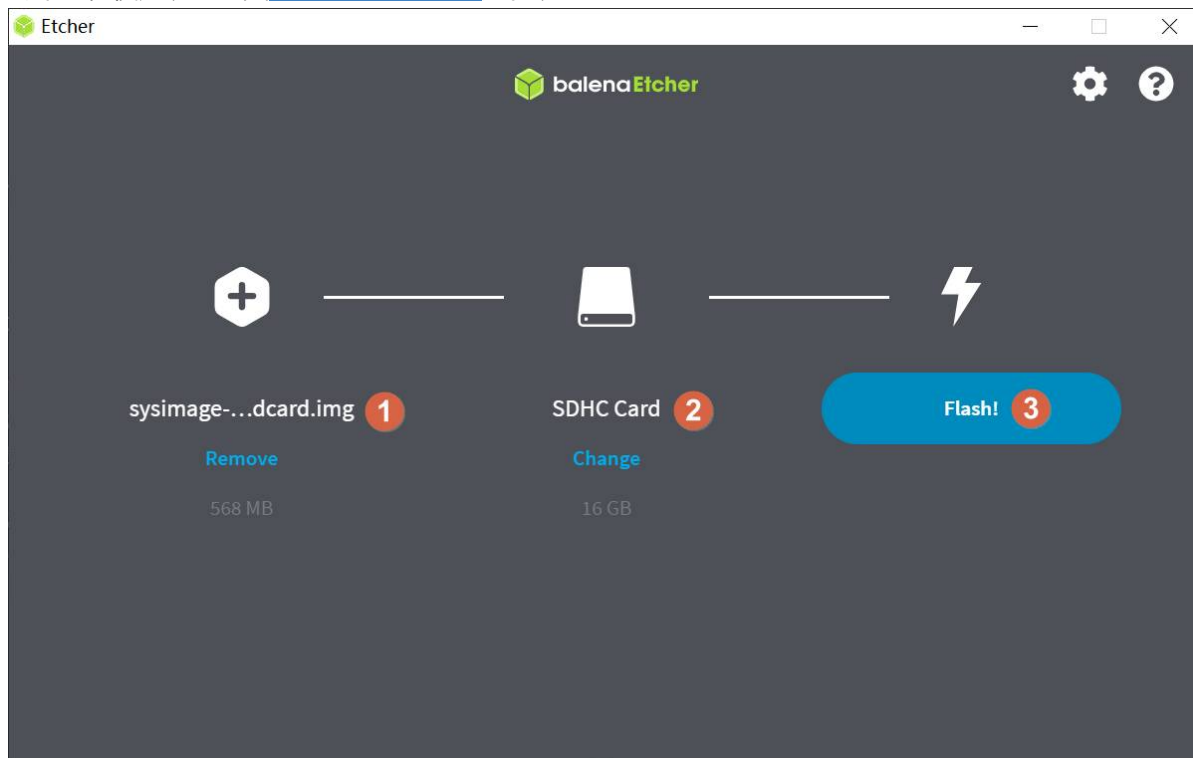 Etcher
balenaEtcher
sysimage-...dcard.img 1
SDHC Card 2
Flash! 3
Remove
Change
568 MB
16 GB